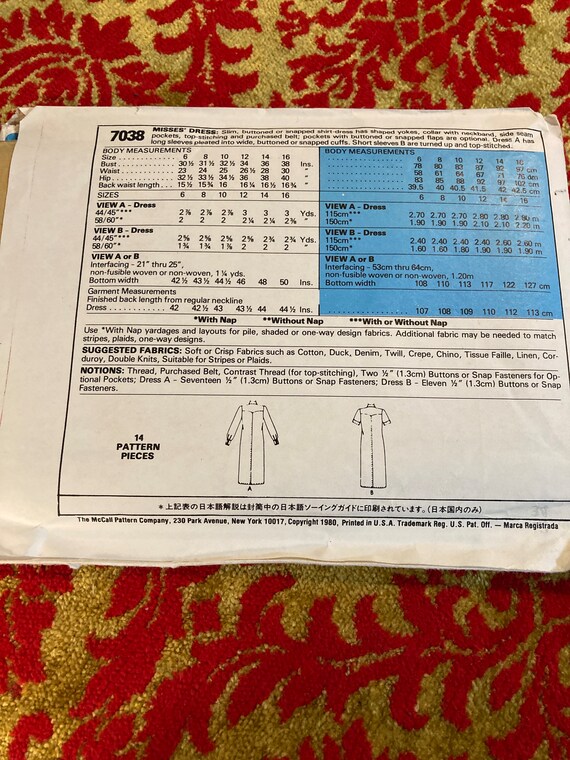 7038 MISSES' DRESS: Slim, buttoned or snapped shirt-dress has shaped yokes, collar with neckband, side seam
pockets, top-stitching and purchased belt; pockets with buttoned or snapped flaps are optional. Dress A has
long sleeves pleated into wide, buttoned or snapped cuffs. Short sleeves B are turned up and top-stitched.
BODY MEASUREMENTS
Size 6 8 10 12 14 16
Bust 30½ 31½ 32½ 34 36 38 Ins.
Waist 23 24 25 26½ 28 30 "
Hip 32½ 33½ 34½ 36 38 40 "
Back waist length 15½ 15¾ 16 16¼ 16½ 16¾ "
SIZES 6 8 10 12 14 16
VIEW A - Dress
44/45"*** 2⅞ 2⅞ 2⅞ 3 3 3 Yds.
58/60"* 2 2 2 2¼ 2¼ 2⅜ "
VIEW B - Dress
44/45"*** 2⅝ 2⅝ 2⅝ 2⅝ 2¾ 2¾ Yds.
58/60"* 1¾ 1¾ 1⅞ 2 2 2 "
VIEW A or B
Interfacing - 21" thru 25",
non-fusible woven or non-woven, 1¼ yds.
Bottom width 42½ 43½ 44½ 46 48 50 Ins.
Garment Measurements
Finished back length from regular neckline
Dress 42 42½ 43 43½ 44 44½ Ins.
BODY MEASUREMENTS
6 8 10 12 14 16
78 80 83 87 92 97 cm
58 61 64 67 71 76 cm
83 85 88 92 97 102 cm
39.5 40 40.5 41.5 42 42.5 cm
6 8 10 12 14 16
VIEW A - Dress
115cm*** 2.70 2.70 2.70 2.80 2.80 2.80 m
150cm* 1.90 1.90 1.90 2.10 2.10 2.20 m
VIEW B - Dress
115cm*** 2.40 2.40 2.40 2.40 2.60 2.60 m
150cm* 1.60 1.60 1.80 1.90 1.90 1.90 m
VIEW A or B
Interfacing - 53cm thru 64cm,
non-fusible woven or non-woven, 1.20m
Bottom width 108 110 113 117 122 127 cm
107 108 109 110 112 113 cm
*With Nap **Without Nap ***With or Without Nap
Use *With Nap yardages and layouts for pile, shaded or one-way design fabrics. Additional fabric may be needed to match
stripes, plaids, one-way designs.
SUGGESTED FABRICS: Soft or Crisp Fabrics such as Cotton, Duck, Denim, Twill, Crepe, Chino, Tissue Faille, Linen, Cor-
duroy, Double Knits, Suitable for Stripes or Plaids.
NOTIONS: Thread, Purchased Belt, Contrast Thread (for top-stitching), Two ½" (1.3cm) Buttons or Snap Fasteners for Op-
tional Pockets; Dress A - Seventeen ½" (1.3cm) Buttons or Snap Fasteners; Dress B - Eleven ½" (1.3cm) Buttons or Snap
Fasteners.
14
PATTERN
PIECES
A
B
*上記表の日本語解説は封筒中の日本語ソーイングガイドに印刷されています。(日本国内のみ)
The McCall Pattern Company, 230 Park Avenue, New York 10017, Copyright 1980, Printed in U.S.A. Trademark Reg. U.S. Pat. Off. — Marca Registrada